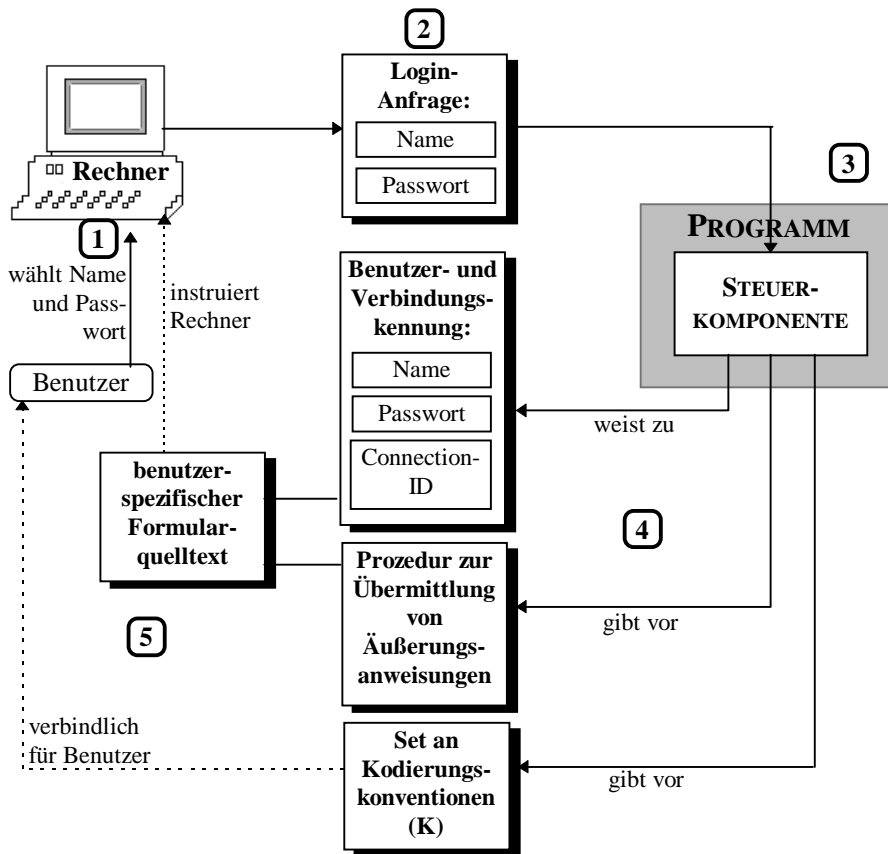 2
Login-
Anfrage:
Name
Passwort
Rechner
1
3
PROGRAMM
STEUER-
KOMPONENTE
wählt Name
und Pass-
wort
instruiert
Rechner
Benutzer
Benutzer- und
Verbindungs-
kennung:
Name
Passwort
Connection-
ID
weist zu
benutzer-
spezifischer
Formular-
quelltext
4
Prozedur zur
Übermittlung
von
Äußerungs-
anweisungen
gibt vor
5
verbindlich
für Benutzer
Set an
Kodierungs-
konventionen
(K)
gibt vor